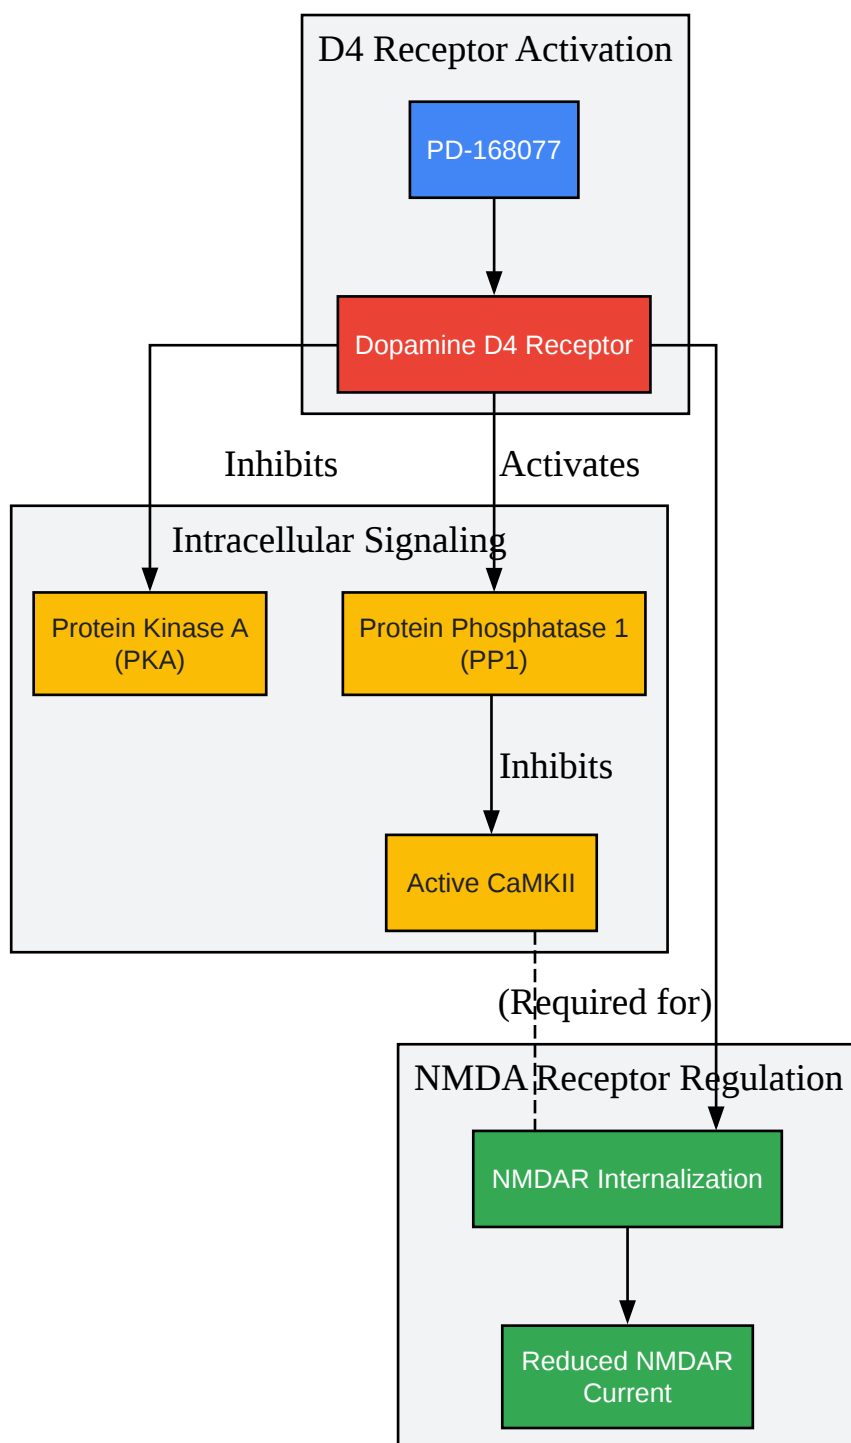 D4 Receptor Activation
PD-168077
Dopamine D4 Receptor
Inhibits
Activates
Intracellular Signaling
Protein Kinase A
(PKA)
Protein Phosphatase 1
(PP1)
Inhibits
Active CaMKII
(Required for)
NMDA Receptor Regulation
NMDAR Internalization
Reduced NMDAR
Current